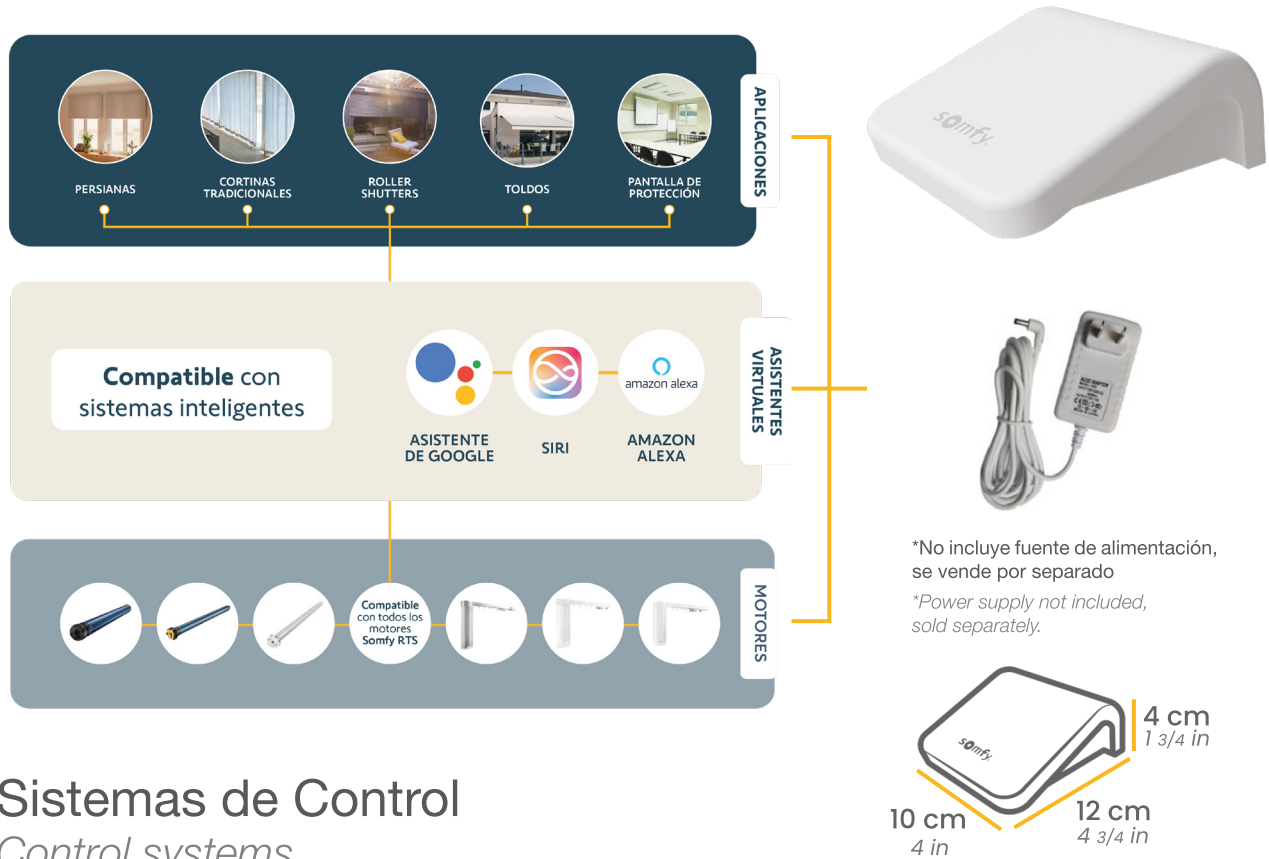 PERSIANAS
CORTINAS
TRADICIONALES
ROLLER
SHUTTERS
TOLDOS
PANTALLA DE
PROTECCIÓN
APLICACIONES
somfy.
Compatible con
sistemas inteligentes
amazon alexa
ASISTENTE
DE GOOGLE
SIRI
AMAZON
ALEXA
ASISTENTES
VIRTUALES
*No incluye fuente de alimentación,
se vende por separado
*Power supply not included,
sold separately.
Compatible
con todos los
motores
Somfy RTS
MOTORES
somfy.
4 cm
1 3/4 in
10 cm
4 in
12 cm
4 3/4 in
Sistemas de Control
Control systems